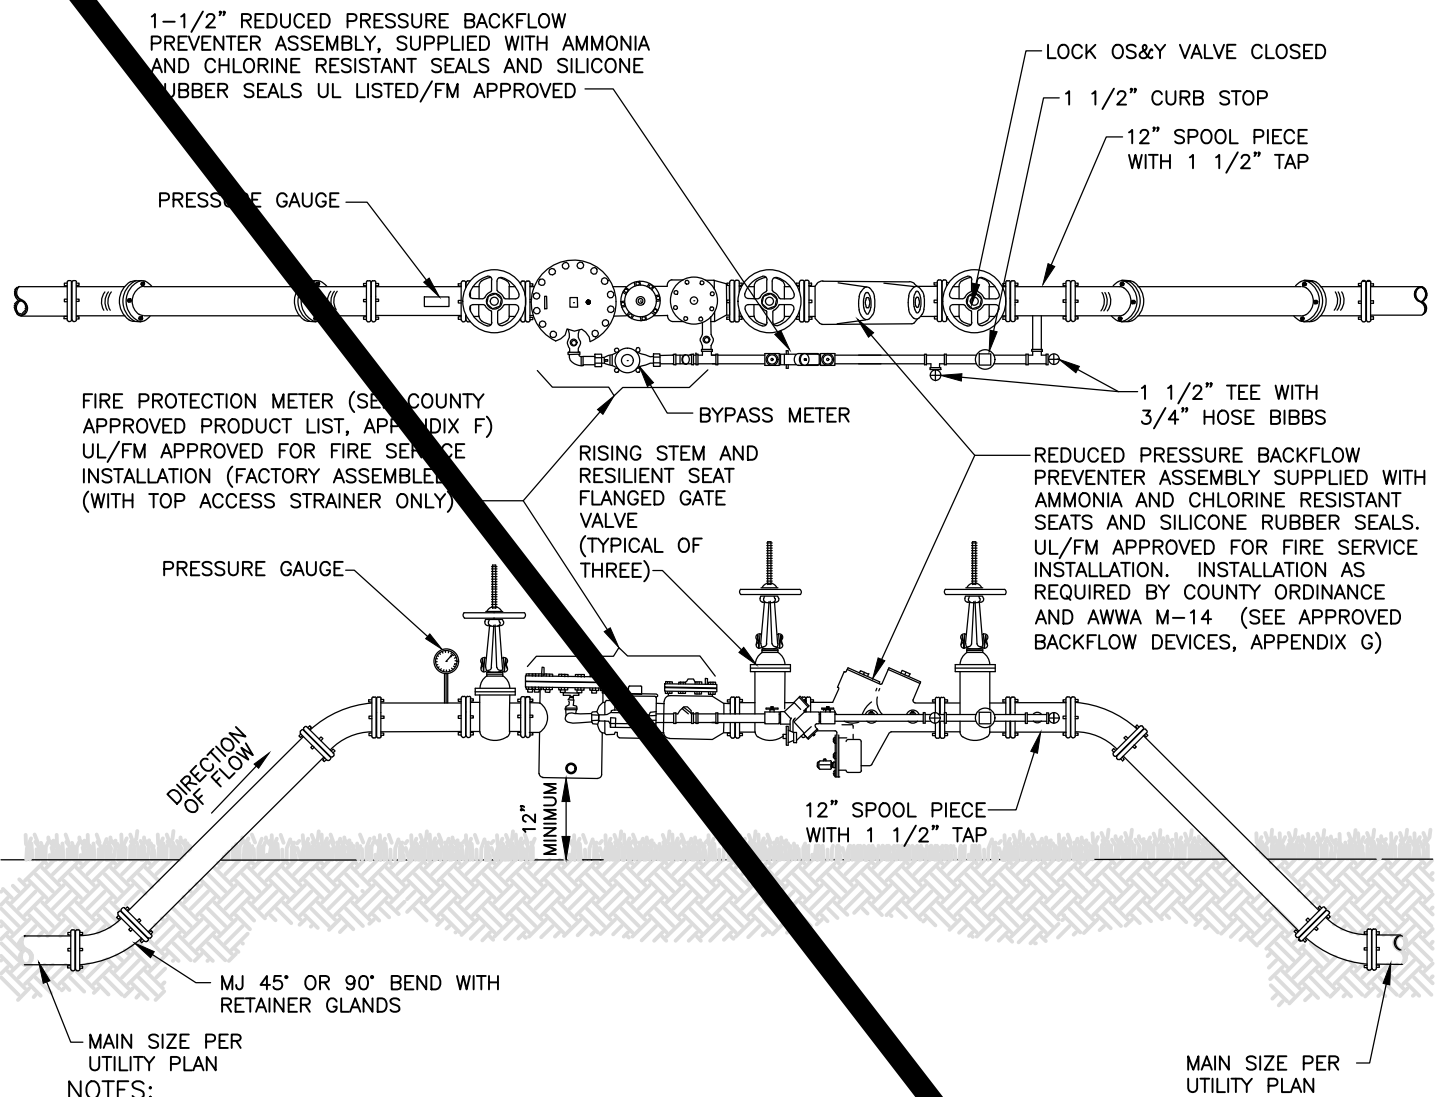 1-1/2" REDUCED PRESSURE BACKFLOW
PREVENTER ASSEMBLY, SUPPLIED WITH AMMONIA
AND CHLORINE RESISTANT SEALS AND SILICONE
RUBBER SEALS UL LISTED/FM APPROVED
LOCK OS&Y VALVE CLOSED
1 1/2" CURB STOP
12" SPOOL PIECE
WITH 1 1/2" TAP
PRESSURE GAUGE
1 1/2" TEE WITH
3/4" HOSE BIBBS
BYPASS METER
FIRE PROTECTION METER (SEE COUNTY
APPROVED PRODUCT LIST, APPENDIX F)
UL/FM APPROVED FOR FIRE SERVICE
INSTALLATION (FACTORY ASSEMBLED
(WITH TOP ACCESS STRAINER ONLY)
RISING STEM AND
RESILIENT SEAT
FLANGED GATE
VALVE
(TYPICAL OF
THREE)
REDUCED PRESSURE BACKFLOW
PREVENTER ASSEMBLY SUPPLIED WITH
AMMONIA AND CHLORINE RESISTANT
SEATS AND SILICONE RUBBER SEALS.
UL/FM APPROVED FOR FIRE SERVICE
INSTALLATION. INSTALLATION AS
REQUIRED BY COUNTY ORDINANCE
AND AWWA M-14 (SEE APPROVED
BACKFLOW DEVICES, APPENDIX G)
PRESSURE GAUGE
DIRECTION
OF FLOW
12"
MINIMUM
12" SPOOL PIECE
WITH 1 1/2" TAP
MJ 45° OR 90° BEND WITH
RETAINER GLANDS
MAIN SIZE PER
UTILITY PLAN
MAIN SIZE PER
UTILITY PLAN
NOTES: